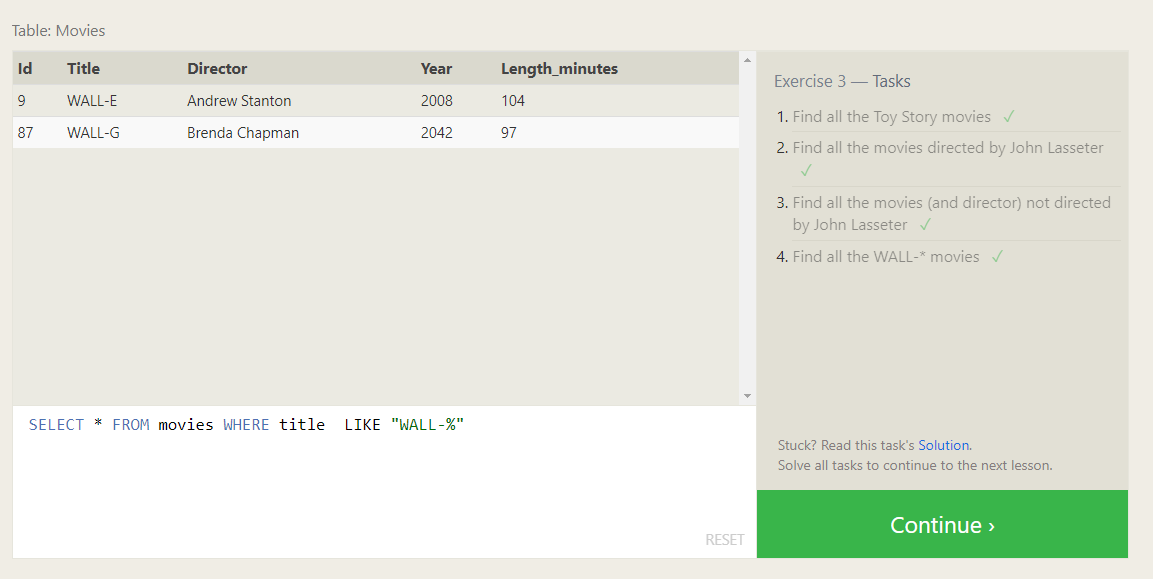 Table: Movies
Id Title Director Year Length_minutes
9 WALL-E Andrew Stanton 2008 104
87 WALL-G Brenda Chapman 2042 97
SELECT * FROM movies WHERE title  LIKE "WALL-%"
RESET
Exercise 3 — Tasks
1. Find all the Toy Story movies ✓
2. Find all the movies directed by John Lasseter
✓
3. Find all the movies (and director) not directed
by John Lasseter ✓
4. Find all the WALL-* movies ✓
Stuck? Read this task's Solution.
Solve all tasks to continue to the next lesson.
Continue ›